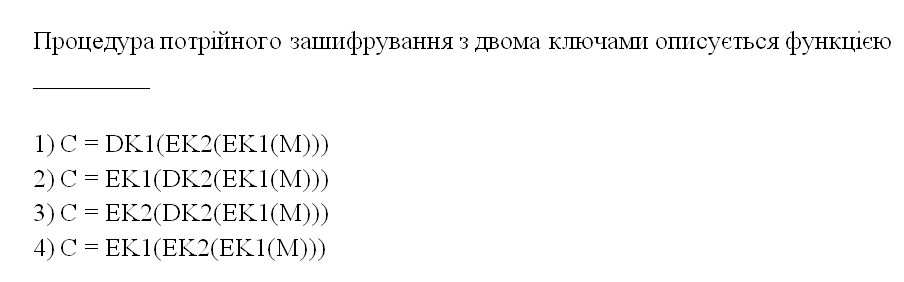 Процедура потрійного зашифрування з двома ключами описується функцією
_________
1) C = DK1(EK2(EK1(M)))
2) C = EK1(DK2(EK1(M)))
3) C = EK2(DK2(EK1(M)))
4) C = EK1(EK2(EK1(M)))